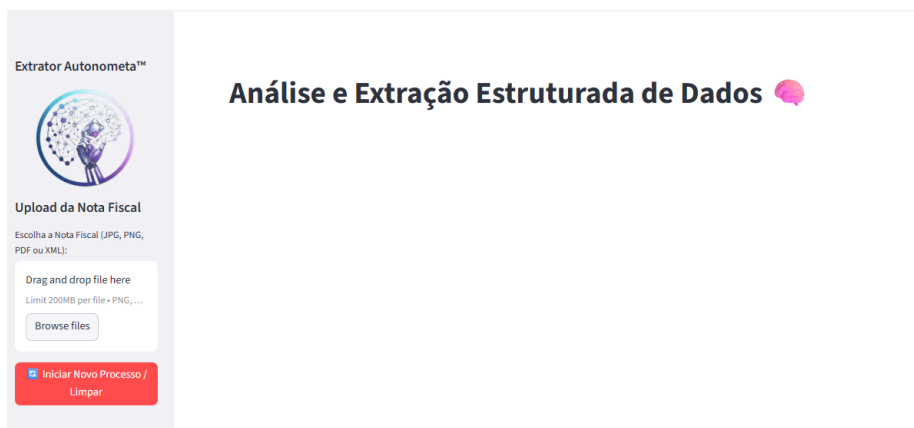 Extrator Autonometa™
Upload da Nota Fiscal
Escolha a Nota Fiscal (JPG, PNG,
PDF ou XML):
Drag and drop file here
Limit 200MB per file • PNG, ...
Browse files
🔄 Iniciar Novo Processo /
Limpar
Análise e Extração Estruturada de Dados 🧠